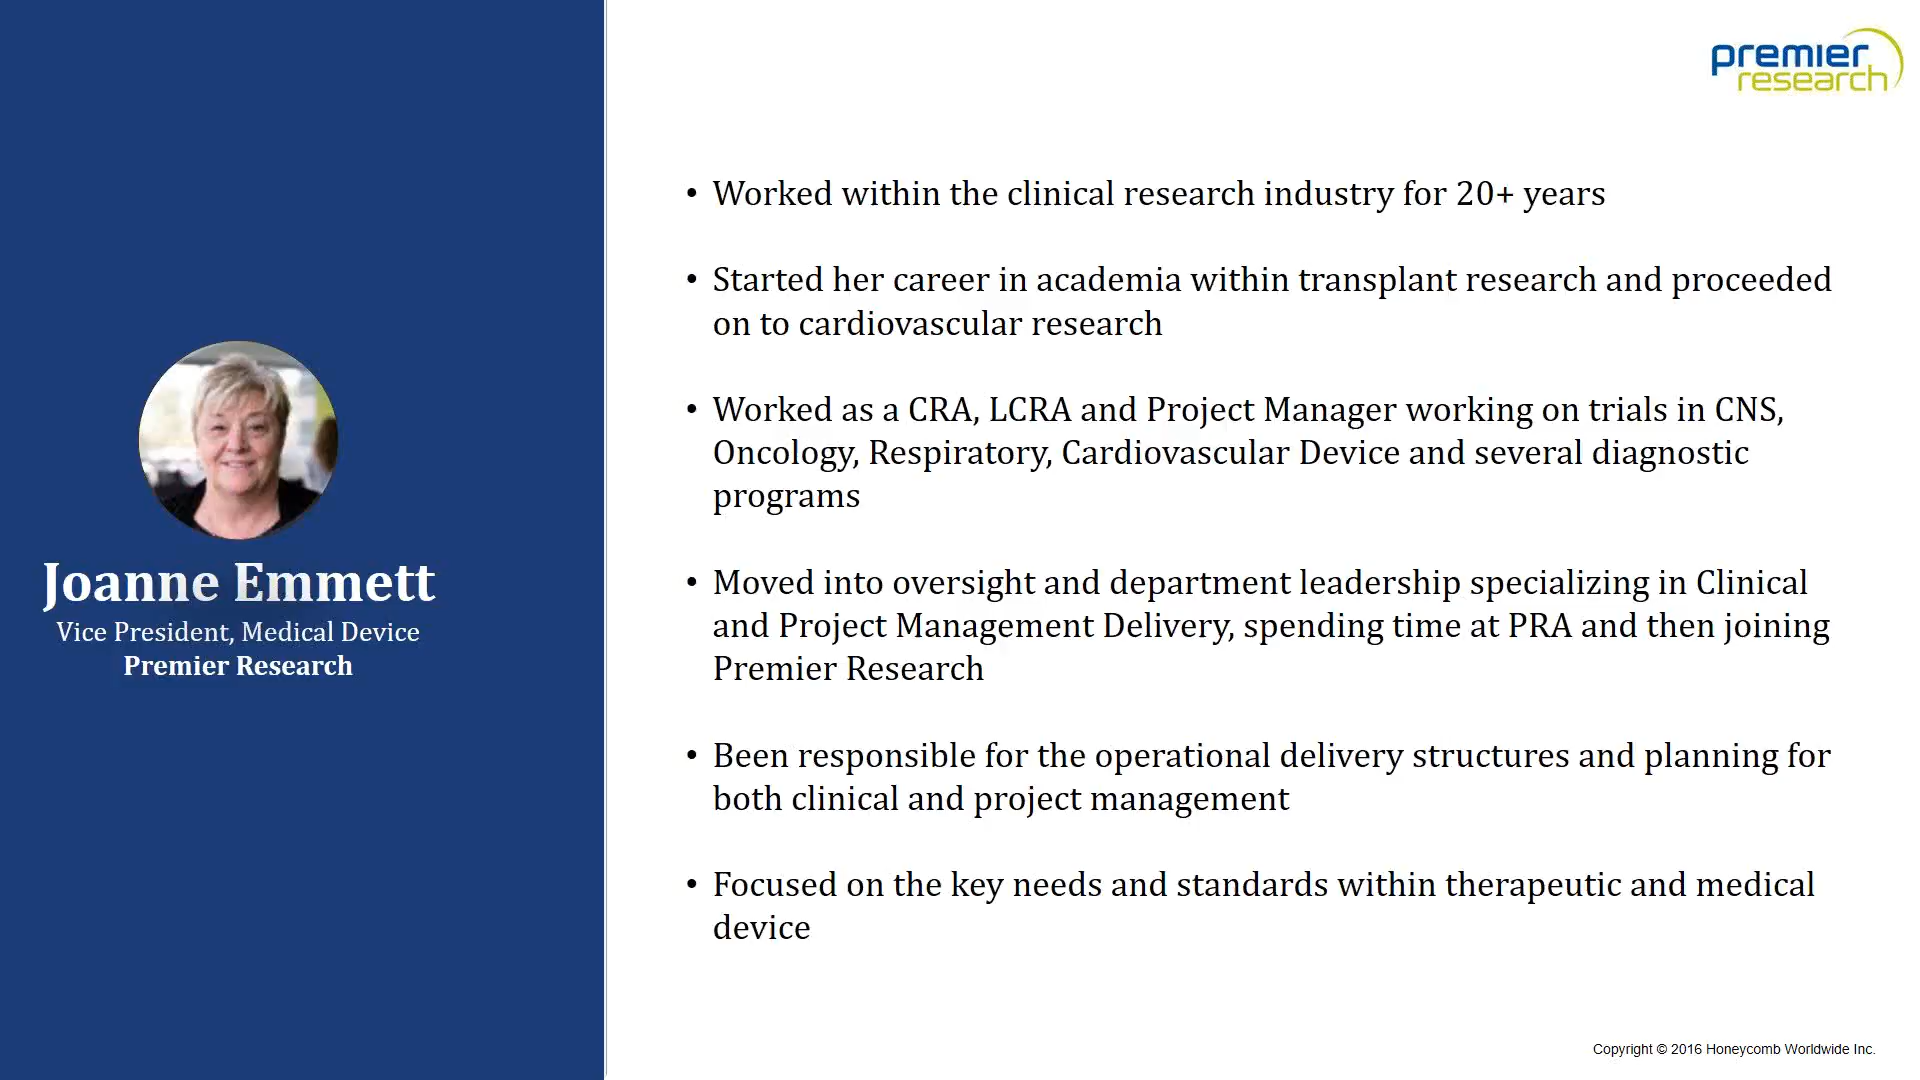 premier
research
• Worked within the clinical research industry for 20+ years
• Started her career in academia within transplant research and proceeded
on to cardiovascular research
• Worked as a CRA, LCRA and Project Manager working on trials in CNS,
Oncology, Respiratory, Cardiovascular Device and several diagnostic
programs
• Moved into oversight and department leadership specializing in Clinical
and Project Management Delivery, spending time at PRA and then joining
Premier Research
• Been responsible for the operational delivery structures and planning for
both clinical and project management
• Focused on the key needs and standards within therapeutic and medical
device
Joanne Emmett
Vice President, Medical Device
Premier Research
Copyright © 2016 Honeycomb Worldwide Inc.